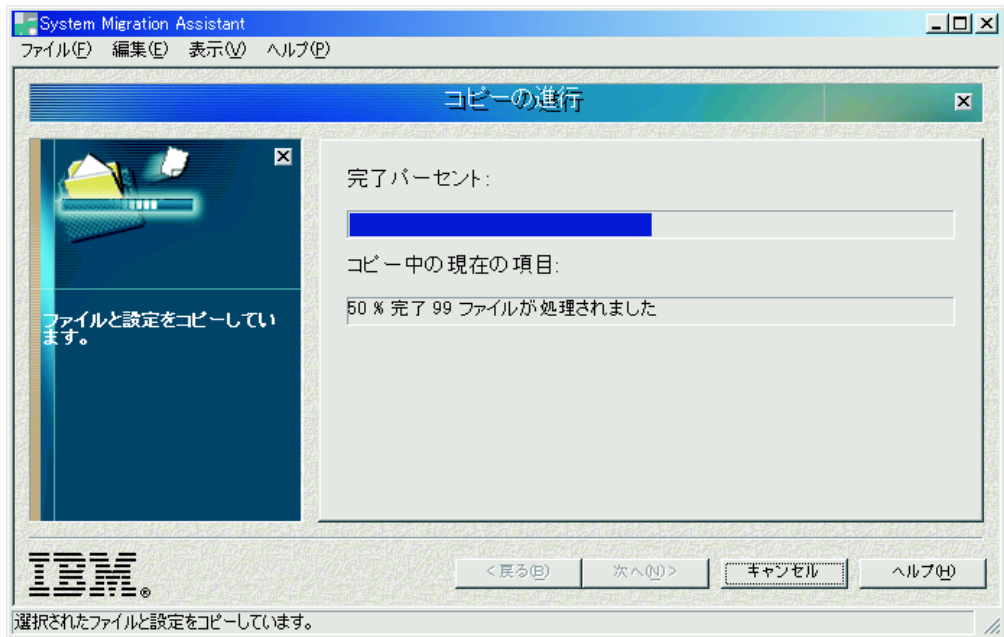 System Migration Assistant
ファイル(F) 編集(E) 表示(V) ヘルプ(P)
コピーの進行
完了パーセント:
コピー中の現在の項目:
50 % 完了 99 ファイルが処理されました
ファイルと設定をコピーしてい
ます。
IBM®
<戻る(B) 次へ(N)> キャンセル ヘルプ(H)
選択されたファイルと設定をコピーしています。